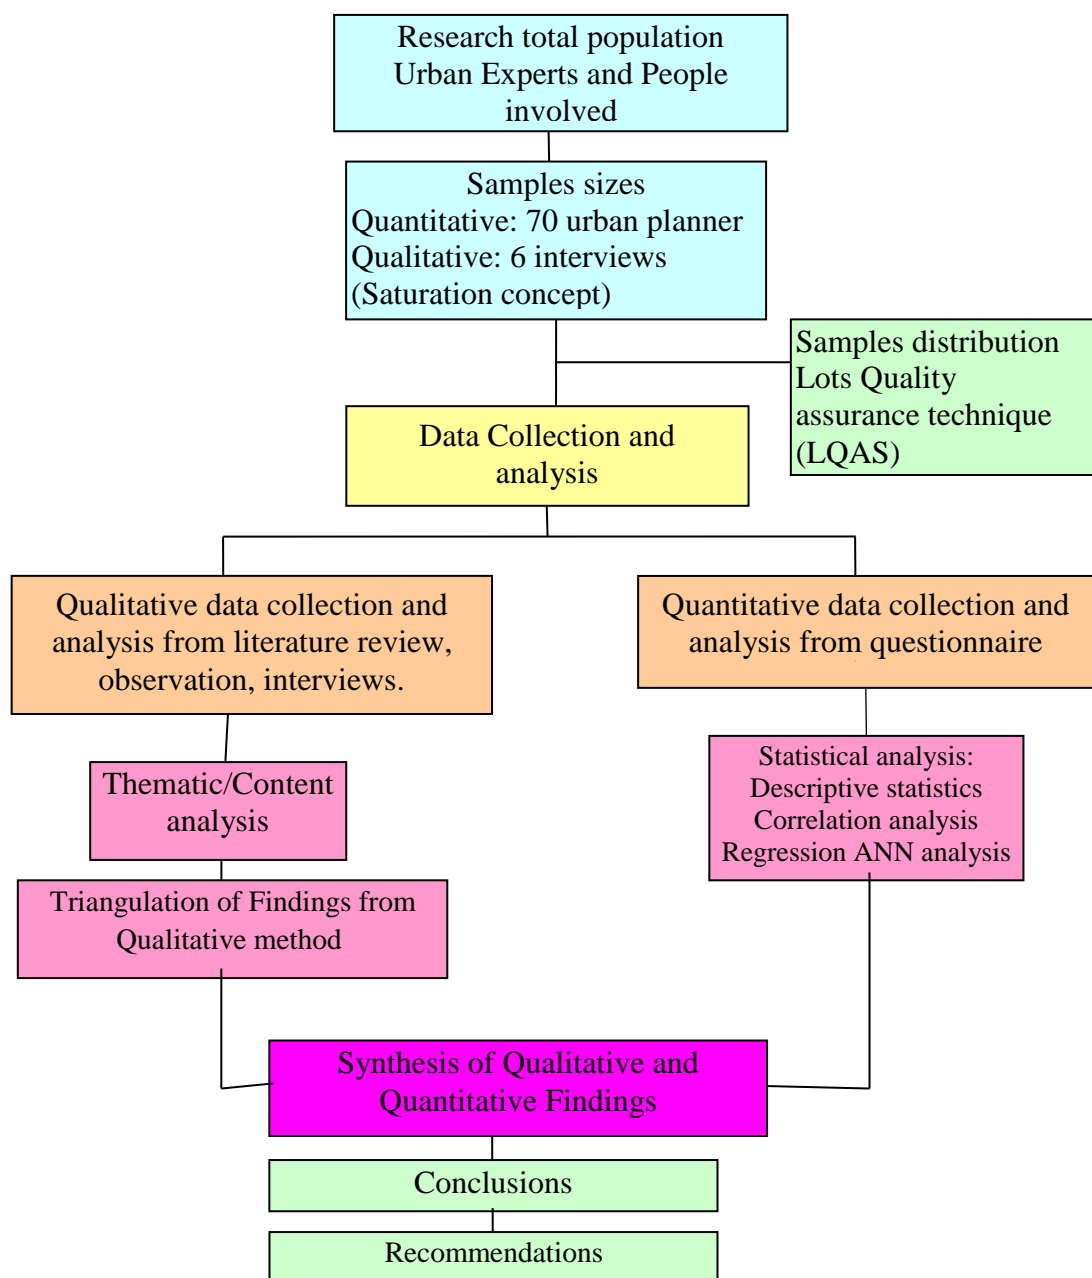 Research total population
Urban Experts and People
involved
Samples sizes
Quantitative: 70 urban planner
Qualitative: 6 interviews
(Saturation concept)
Samples distribution
Lots Quality
assurance technique
(LQAS)
Data Collection and
analysis
Qualitative data collection and
analysis from literature review,
observation, interviews.
Quantitative data collection and
analysis from questionnaire
Thematic/Content
analysis
Statistical analysis:
Descriptive statistics
Correlation analysis
Regression ANN analysis
Triangulation of Findings from
Qualitative method
Synthesis of Qualitative and
Quantitative Findings
Conclusions
Recommendations